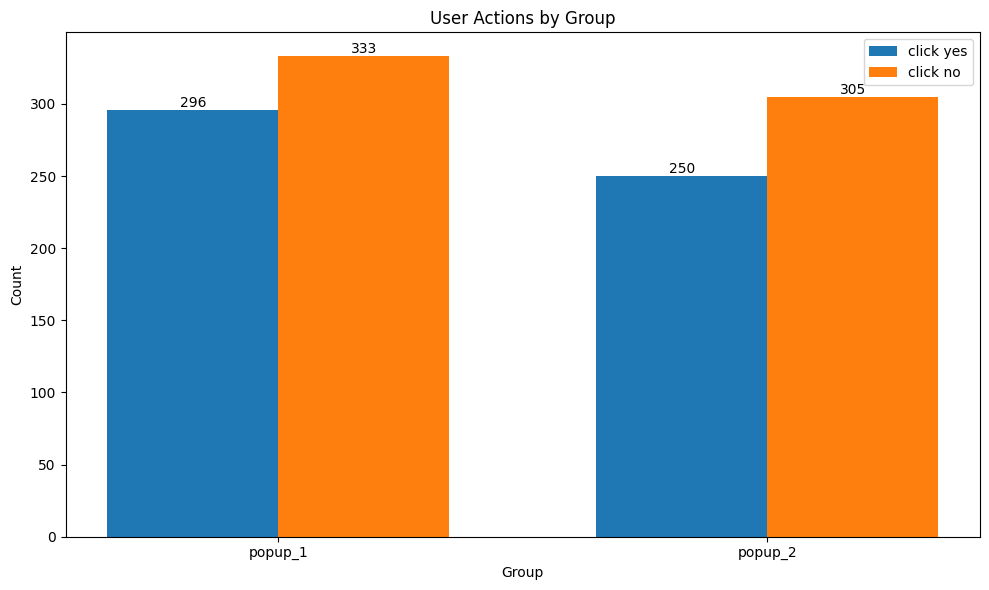 User Actions by Group
click yes
click no
333
296
305
250
300
250
200
150
100
50
0
Count
popup_1
popup_2
Group